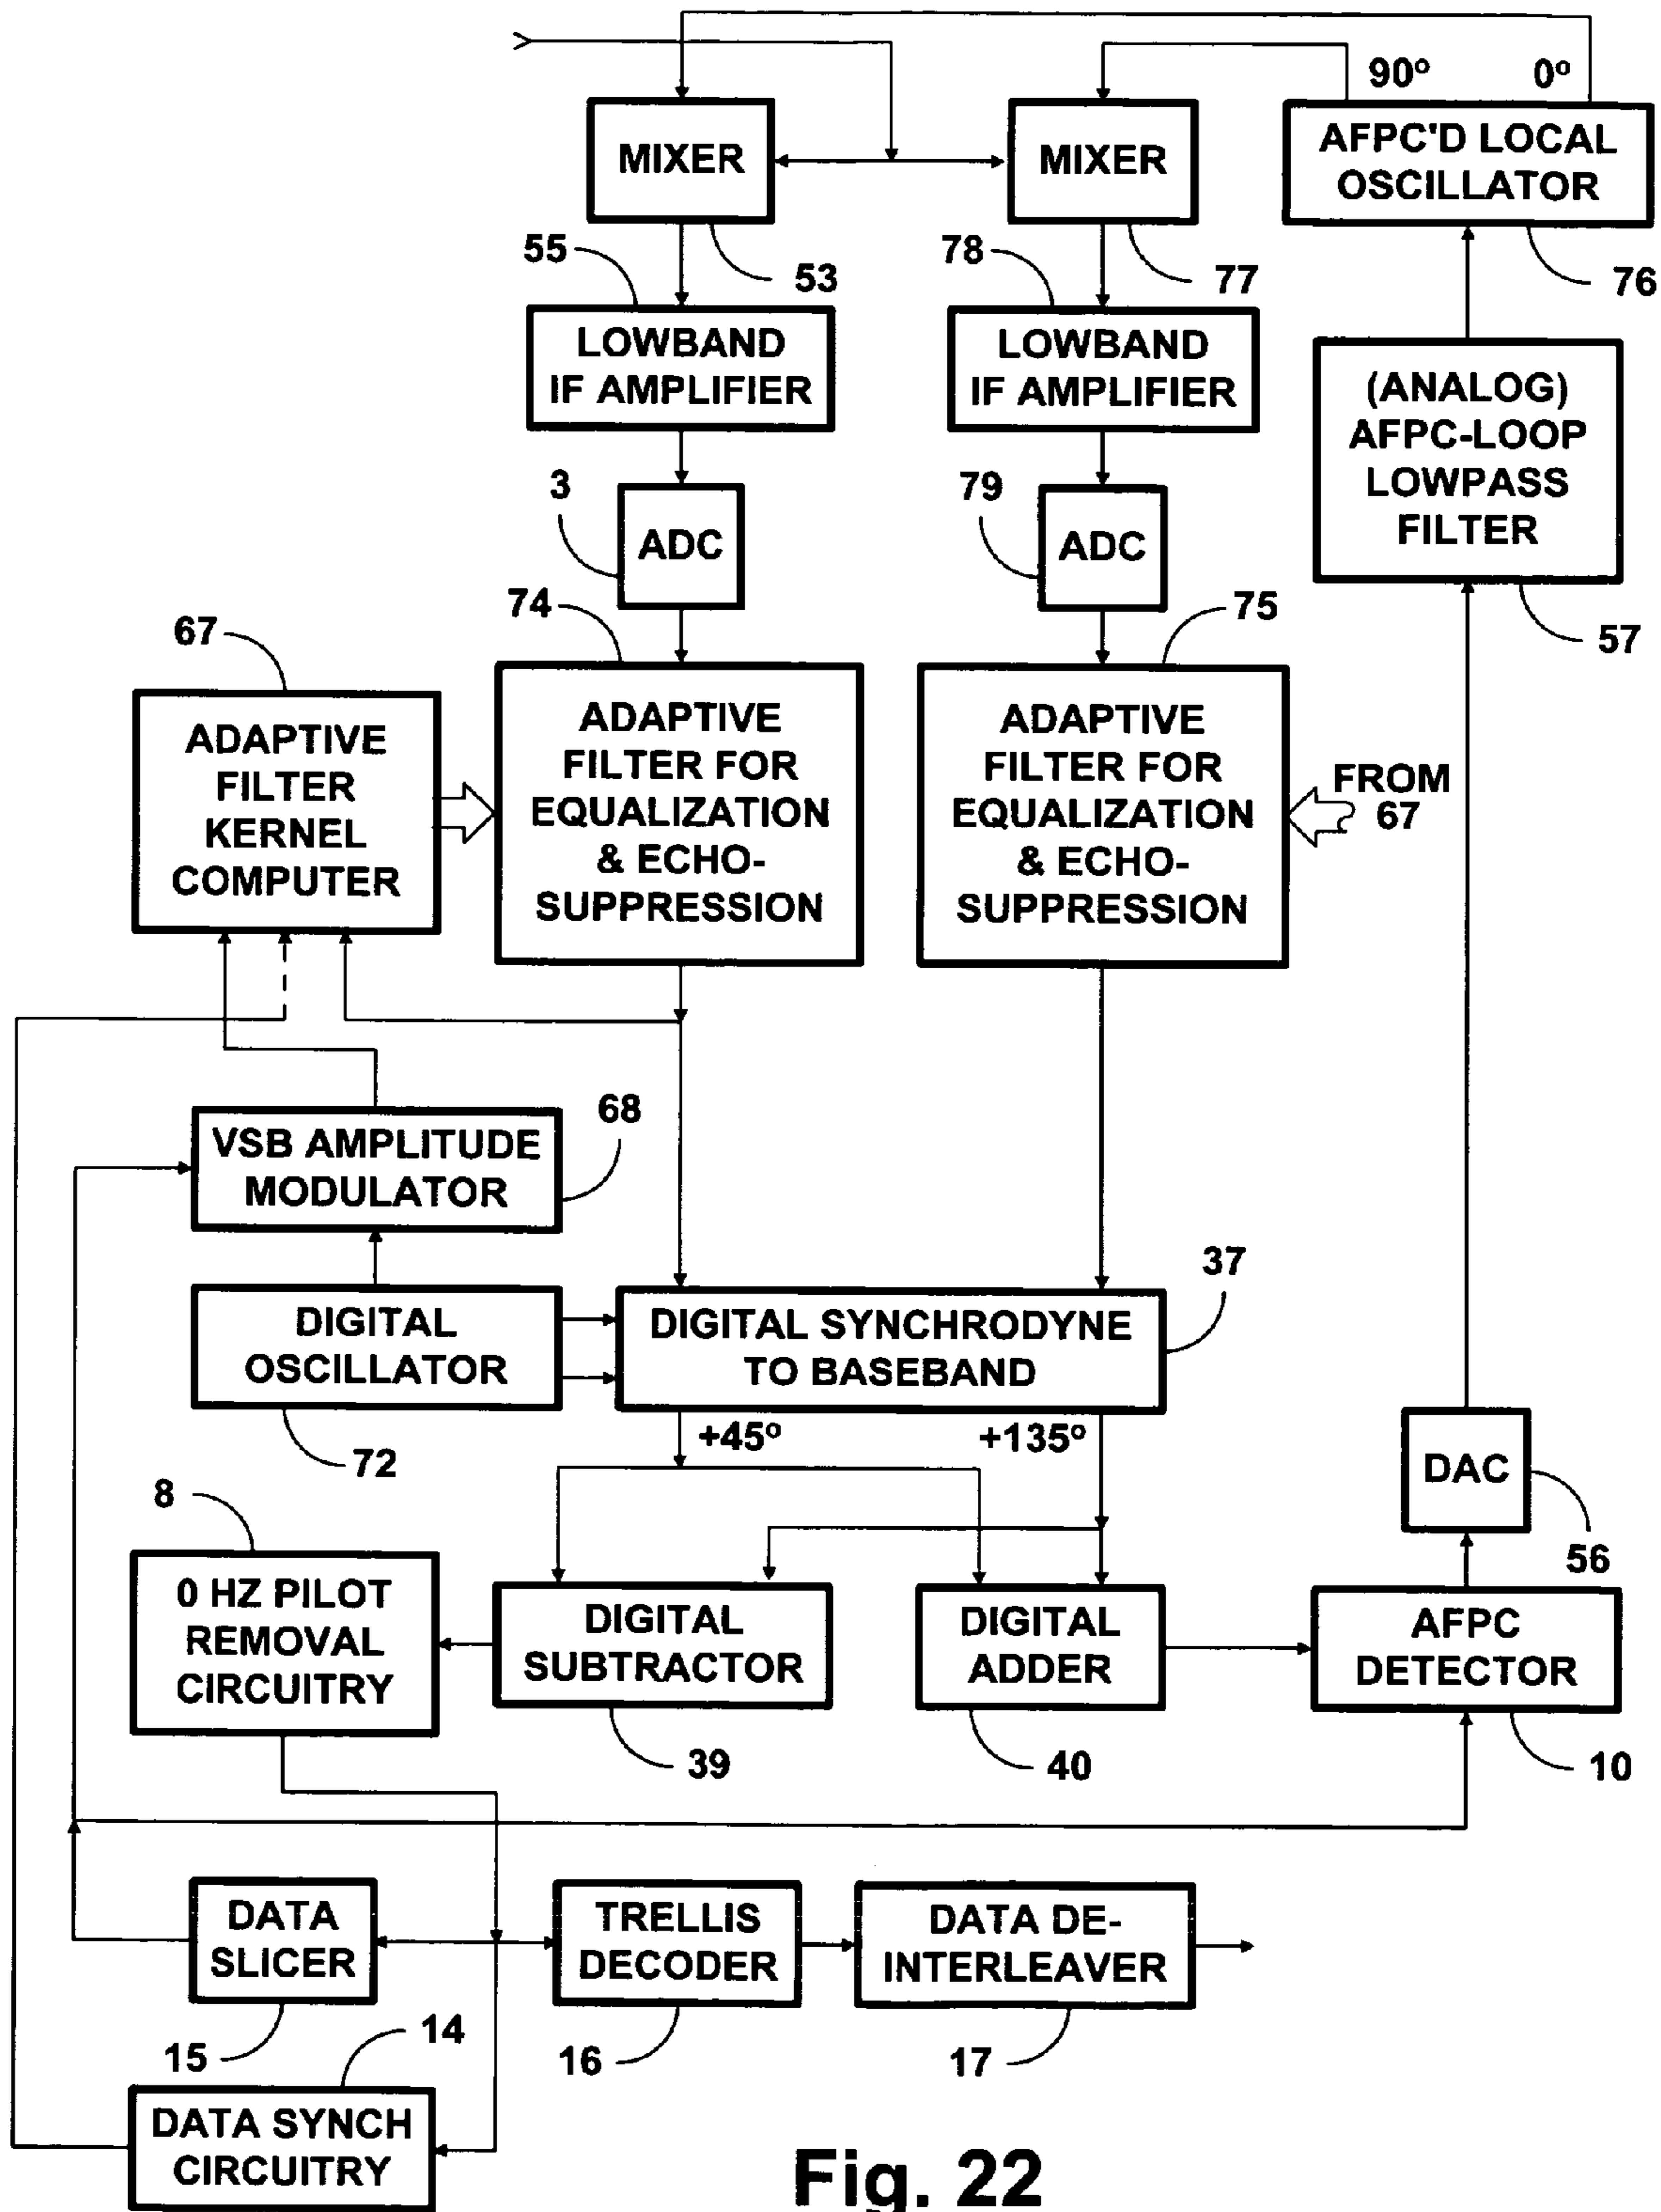 90° 0°
MIXER
MIXER
AFPC'D LOCAL
OSCILLATOR
55
53
78
77
76
LOWBAND
IF AMPLIFIER
LOWBAND
IF AMPLIFIER
(ANALOG)
AFPC-LOOP
LOWPASS
FILTER
57
3
ADC
79
ADC
74
75
67
ADAPTIVE
FILTER
KERNEL
COMPUTER
ADAPTIVE
FILTER FOR
EQUALIZATION
& ECHO-
SUPPRESSION
ADAPTIVE
FILTER FOR
EQUALIZATION
& ECHO-
SUPPRESSION
FROM
67
68
VSB AMPLITUDE
MODULATOR
37
DIGITAL
OSCILLATOR
72
DIGITAL SYNCHRODYNE
TO BASEBAND
+45° +135°
DAC
56
8
0 HZ PILOT
REMOVAL
CIRCUITRY
DIGITAL
SUBTRACTOR
39
DIGITAL
ADDER
40
AFPC
DETECTOR
10
DATA
SLICER
15
TRELLIS
DECODER
16
DATA DE-
INTERLEAVER
17
14
DATA SYNCH
CIRCUITRY
Fig. 22